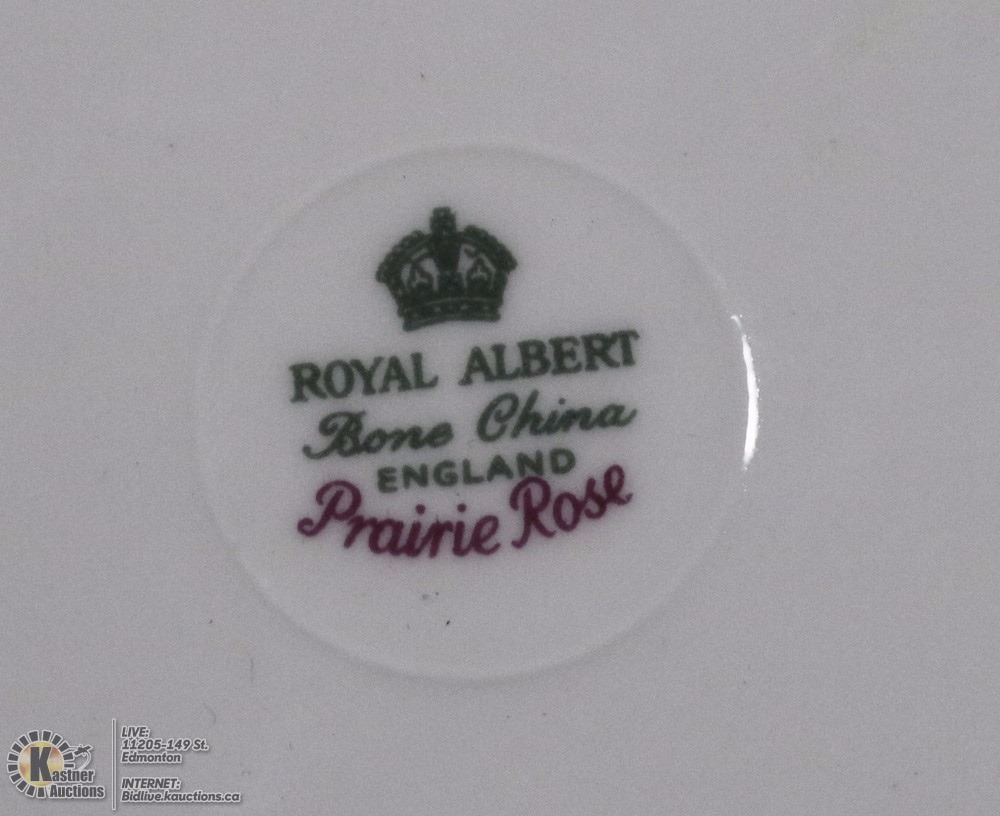 ROYAL ALBERT
Bone China
ENGLAND
Prairie Rose
Kastner
Auctions
LIVE:
11205-149 St.
Edmonton
INTERNET:
Bidlive.kauctions.ca